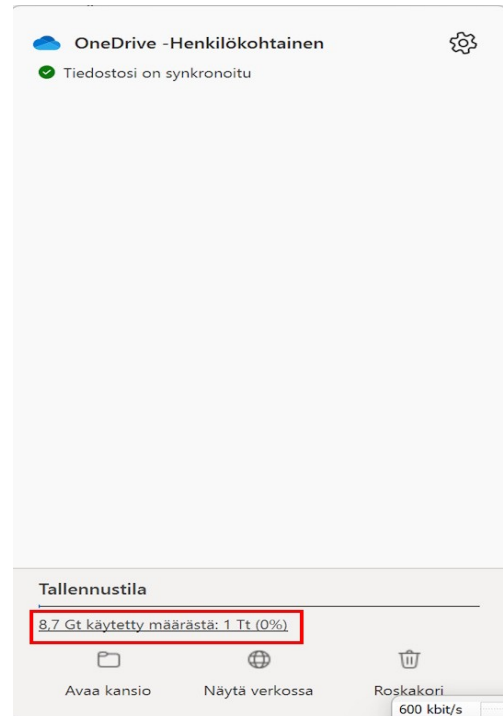 OneDrive -Henkilökohtainen
Tiedostosi on synkronoitu
Tallennustila
8,7 Gt käytetty määrästä: 1 Tt (0%)
Avaa kansio Näytä verkossa Roskakori
600 kbit/s